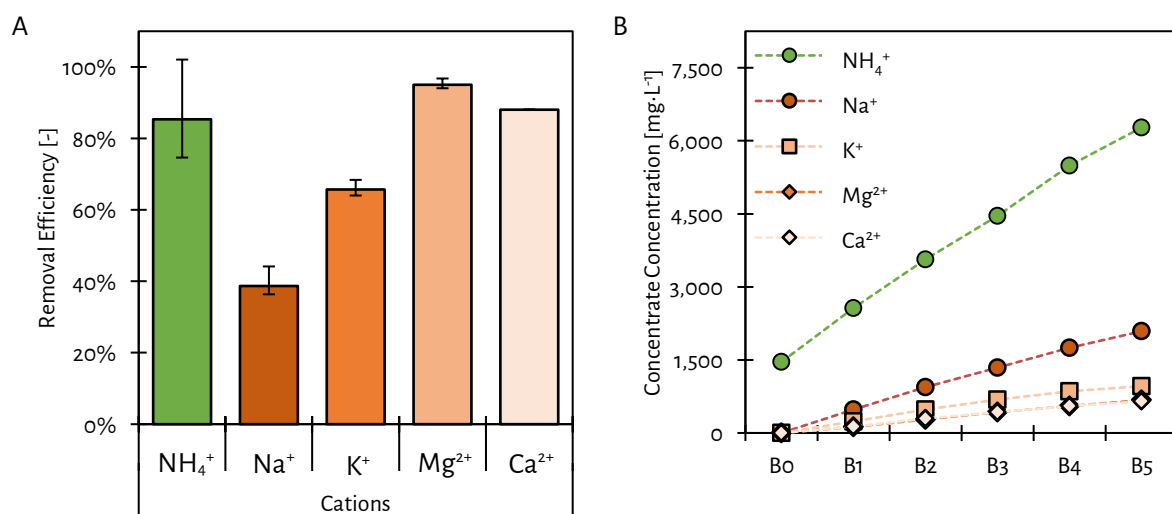 A
Removal Efficiency [-]
100%
80%
60%
40%
20%
0%
NH₄⁺ Na⁺ K⁺ Mg²⁺ Ca²⁺
Cations
B
Concentrate Concentration [mg·L⁻¹]
7,500
6,000
4,500
3,000
1,500
0
NH₄⁺
Na⁺
K⁺
Mg²⁺
Ca²⁺
B0 B1 B2 B3 B4 B5